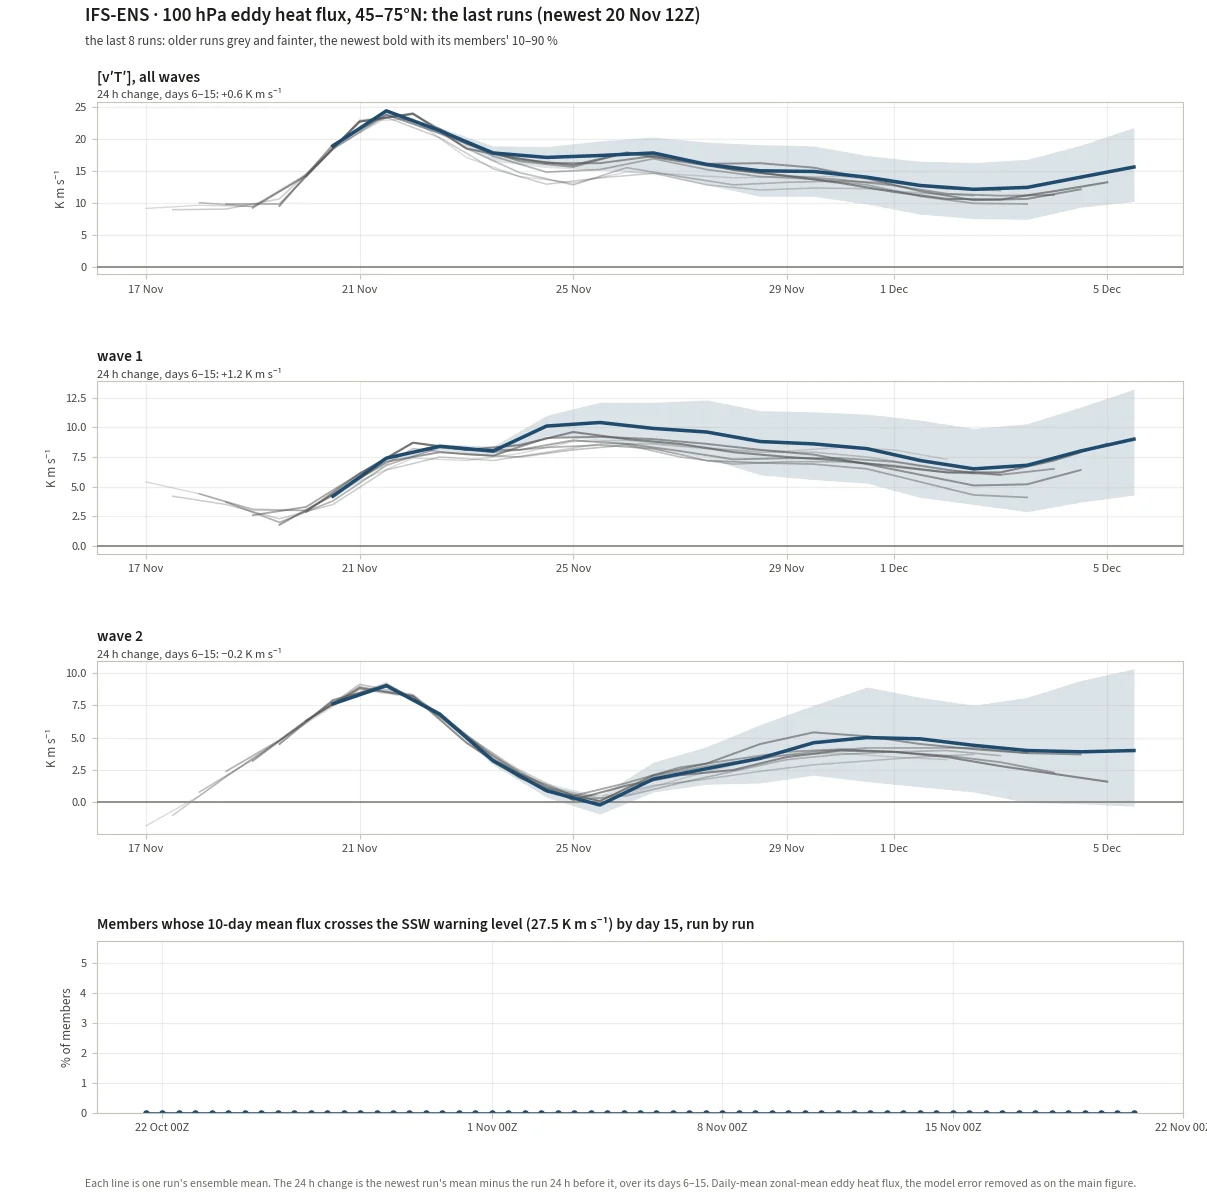 IFS-ENS · 100 hPa eddy heat flux, 45–75°N: the last runs (newest 20 Nov 12Z)
the last 8 runs: older runs grey and fainter, the newest bold with its members' 10–90 %
[v′T′], all waves
24 h change, days 6–15: +0.6 K m s⁻¹
25
20
15
10
5
0
K m s⁻¹
17 Nov
21 Nov
25 Nov
29 Nov
1 Dec
5 Dec
wave 1
24 h change, days 6–15: +1.2 K m s⁻¹
12.5
10.0
7.5
5.0
2.5
0.0
K m s⁻¹
17 Nov
21 Nov
25 Nov
29 Nov
1 Dec
5 Dec
wave 2
24 h change, days 6–15: −0.2 K m s⁻¹
10.0
7.5
5.0
2.5
0.0
K m s⁻¹
17 Nov
21 Nov
25 Nov
29 Nov
1 Dec
5 Dec
Members whose 10-day mean flux crosses the SSW warning level (27.5 K m s⁻¹) by day 15, run by run
5
4
3
2
1
0
% of members
22 Oct 00Z
1 Nov 00Z
8 Nov 00Z
15 Nov 00Z
22 Nov 00Z
Each line is one run's ensemble mean. The 24 h change is the newest run's mean minus the run 24 h before it, over its days 6–15. Daily-mean zonal-mean eddy heat flux, the model error removed as on the main figure.